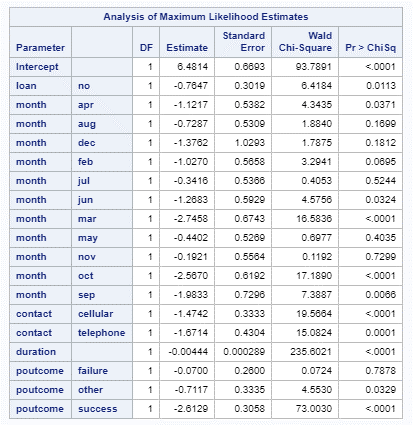 Analysis of Maximum Likelihood Estimates
Parameter DF Estimate Standard Error Wald Chi-Square Pr > ChiSq
Intercept 1 6.4814 0.6693 93.7891 <.0001
loan no 1 -0.7647 0.3019 6.4184 0.0113
month apr 1 -1.1217 0.5382 4.3435 0.0371
month aug 1 -0.7287 0.5309 1.8840 0.1699
month dec 1 -1.3762 1.0293 1.7875 0.1812
month feb 1 -1.0270 0.5658 3.2941 0.0695
month jul 1 -0.3416 0.5366 0.4053 0.5244
month jun 1 -1.2683 0.5929 4.5756 0.0324
month mar 1 -2.7458 0.6743 16.5836 <.0001
month may 1 -0.4402 0.5269 0.6977 0.4035
month nov 1 -0.1921 0.5564 0.1192 0.7299
month oct 1 -2.5670 0.6192 17.1890 <.0001
month sep 1 -1.9833 0.7296 7.3887 0.0066
contact cellular 1 -1.4742 0.3333 19.5664 <.0001
contact telephone 1 -1.6714 0.4304 15.0824 0.0001
duration 1 -0.00444 0.000289 235.6021 <.0001
poutcome failure 1 -0.0700 0.2600 0.0724 0.7878
poutcome other 1 -0.7117 0.3335 4.5530 0.0329
poutcome success 1 -2.6129 0.3058 73.0030 <.0001